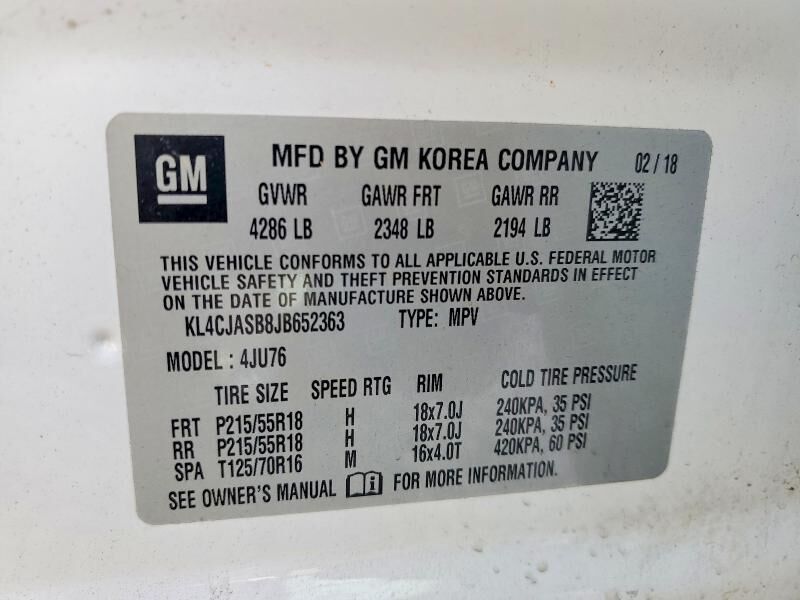 GM
MFD BY GM KOREA COMPANY 02/18
GVWR GAWR FRT GAWR RR
4286 LB 2348 LB 2194 LB
THIS VEHICLE CONFORMS TO ALL APPLICABLE U.S. FEDERAL MOTOR
VEHICLE SAFETY AND THEFT PREVENTION STANDARDS IN EFFECT
ON THE DATE OF MANUFACTURE SHOWN ABOVE.
KL4CJASB8JB652363 TYPE: MPV
MODEL : 4JU76
TIRE SIZE SPEED RTG RIM COLD TIRE PRESSURE
FRT P215/55R18 H 18x7.0J 240KPA, 35 PSI
RR P215/55R18 H 18x7.0J 240KPA, 35 PSI
SPA T125/70R16 M 16x4.0T 420KPA, 60 PSI
SEE OWNER'S MANUAL i FOR MORE INFORMATION.